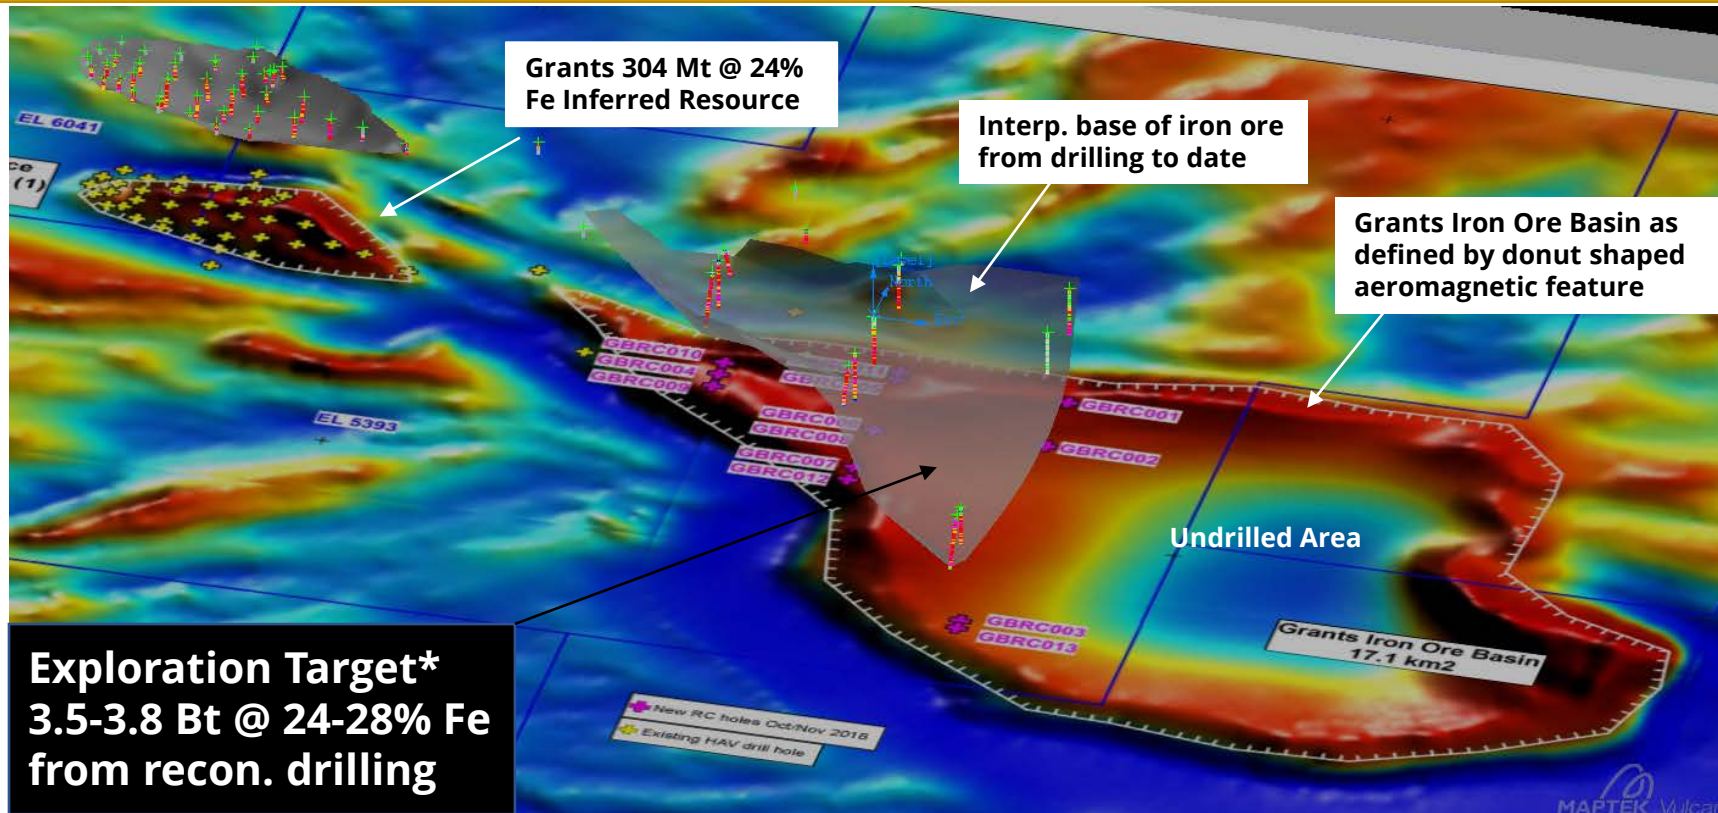 Grants 304 Mt @ 24%
Fe Inferred Resource
Interp. base of iron ore
from drilling to date
Grants Iron Ore Basin as
defined by donut shaped
aeromagnetic feature
EL 6041
(1)
North
GBRC010
GBRC004
GBRC009
GBRC008
GBRC007
GBRC012
GBRC001
GBRC002
EL 5393
Undrilled Area
GBRC003
GBRC013
Grants Iron Ore Basin
17.1 km2
Exploration Target*
3.5-3.8 Bt @ 24-28% Fe
from recon. drilling
New RC holes Oct/Nov 2018
Existing HAV drill hole
MAPTEK Vulcan